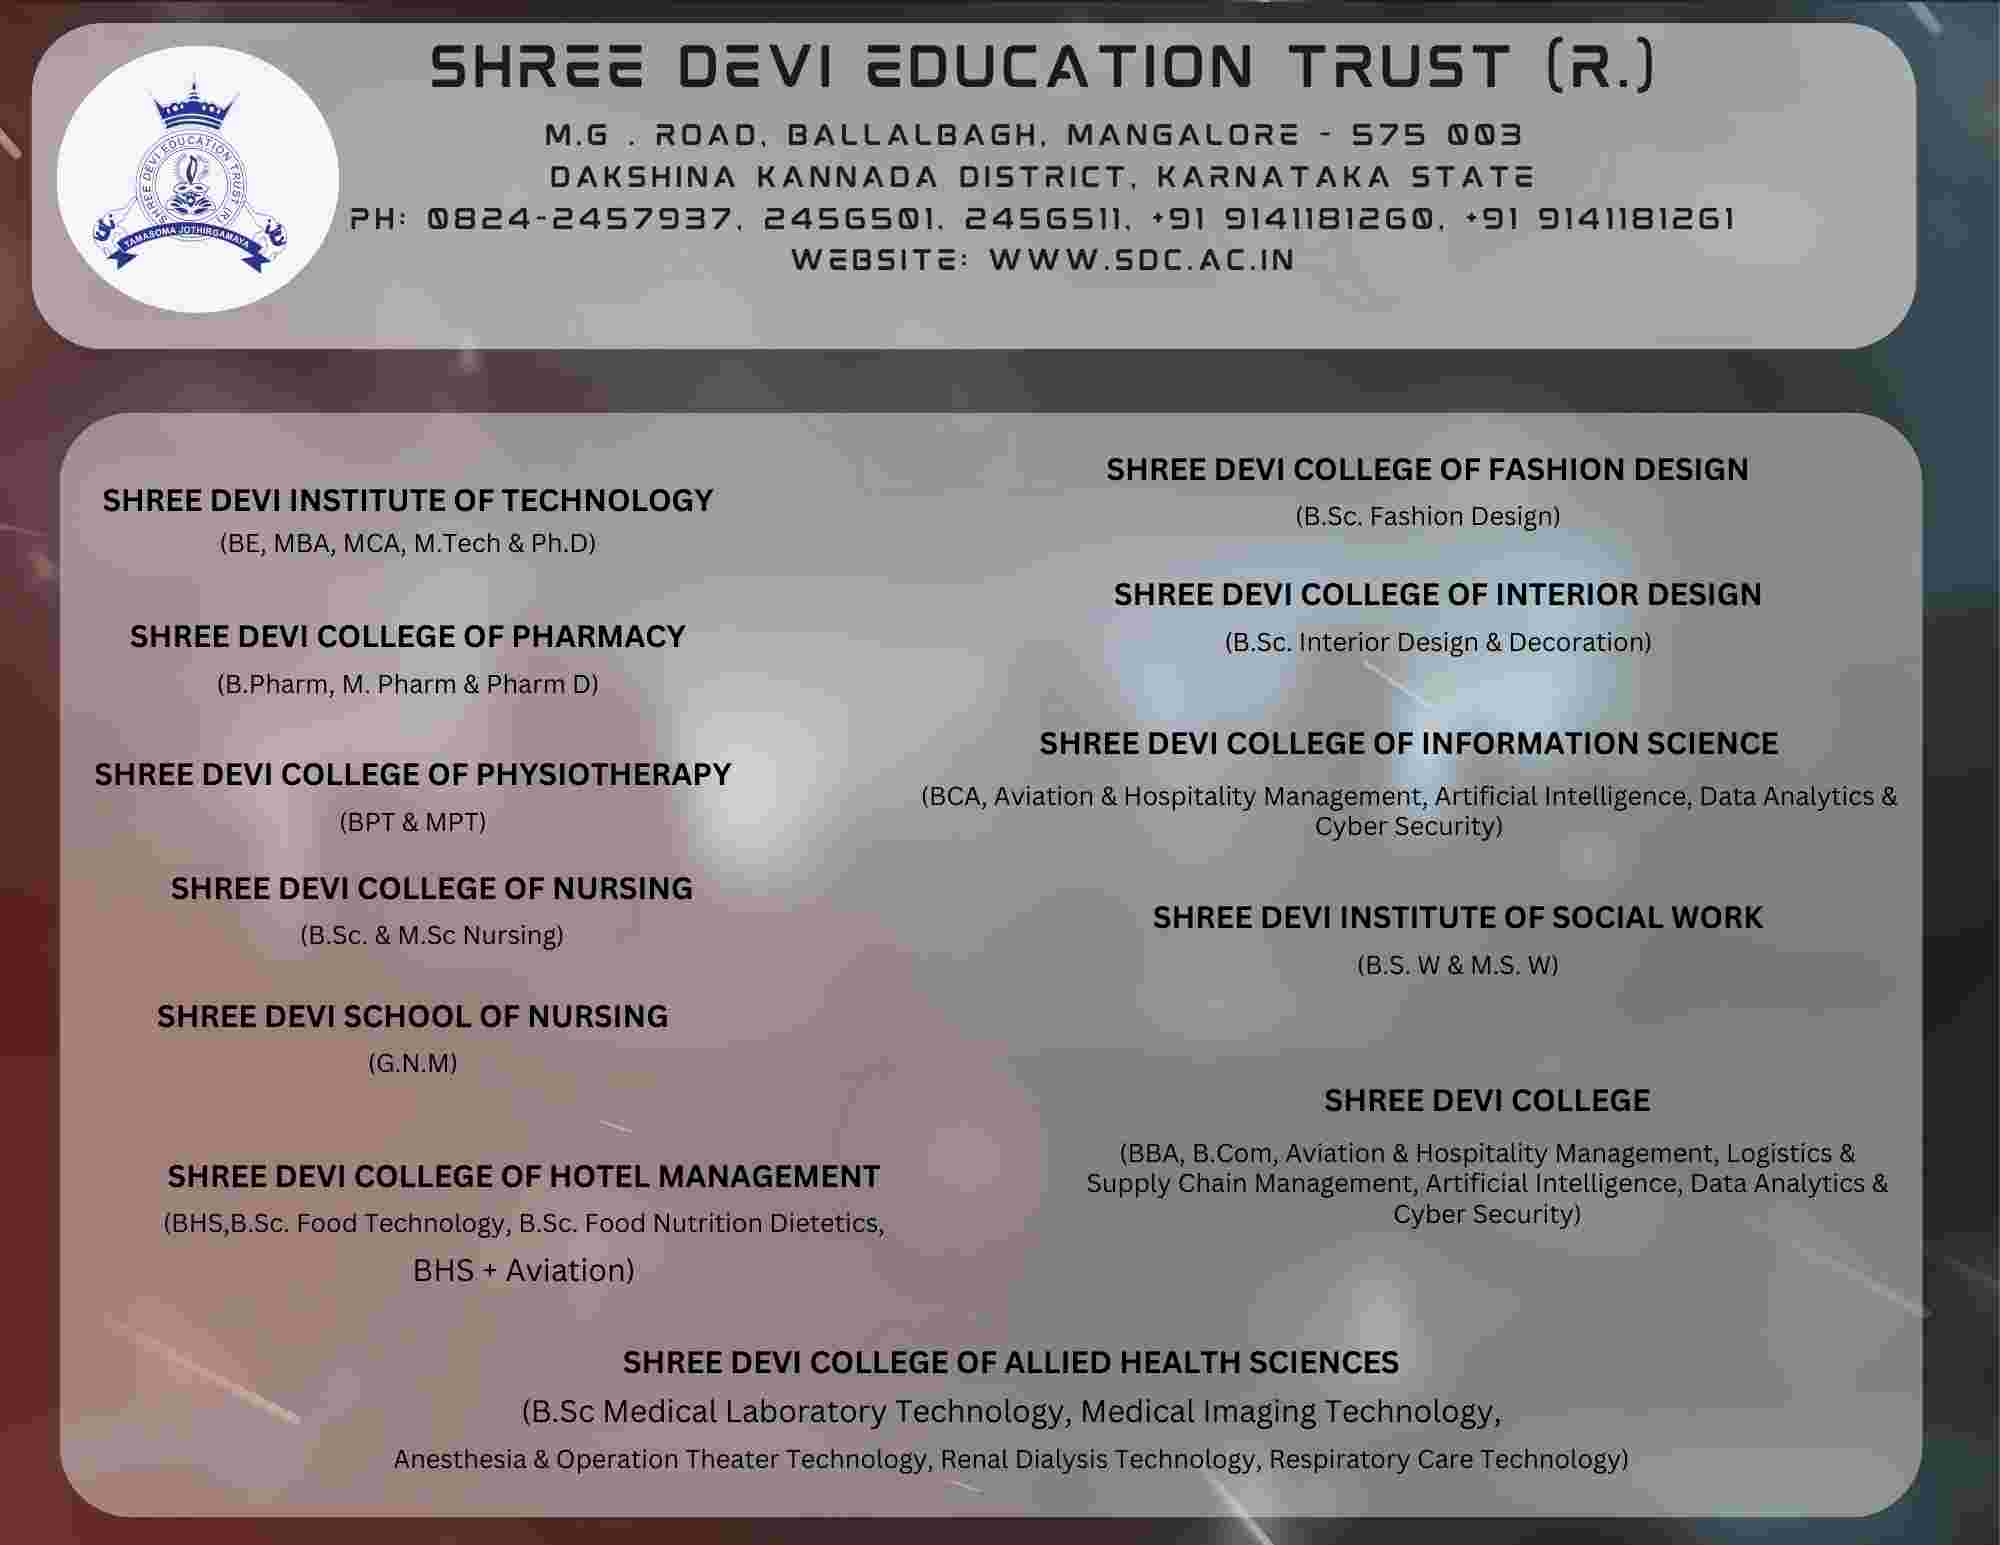 SHREE DEVI EDUCATION TRUST (R.)
M.G . ROAD, BALLALBAGH, MANGALORE - 575 003
DAKSHINA KANNADA DISTRICT, KARNATAKA STATE
PH: 0824-2457937, 2456501, 2456511, +91 9141181260, +91 9141181261
WEBSITE: WWW.SDC.AC.IN
SHREE DEVI EDUCATION TRUST (R)
TAMASOMA JOTHIRGAMAYA
SHREE DEVI INSTITUTE OF TECHNOLOGY
(BE, MBA, MCA, M.Tech & Ph.D)
SHREE DEVI COLLEGE OF PHARMACY
(B.Pharm, M. Pharm & Pharm D)
SHREE DEVI COLLEGE OF PHYSIOTHERAPY
(BPT & MPT)
SHREE DEVI COLLEGE OF NURSING
(B.Sc. & M.Sc Nursing)
SHREE DEVI SCHOOL OF NURSING
(G.N.M)
SHREE DEVI COLLEGE OF HOTEL MANAGEMENT
(BHS,B.Sc. Food Technology, B.Sc. Food Nutrition Dietetics,
BHS + Aviation)
SHREE DEVI COLLEGE OF FASHION DESIGN
(B.Sc. Fashion Design)
SHREE DEVI COLLEGE OF INTERIOR DESIGN
(B.Sc. Interior Design & Decoration)
SHREE DEVI COLLEGE OF INFORMATION SCIENCE
(BCA, Aviation & Hospitality Management, Artificial Intelligence, Data Analytics &
Cyber Security)
SHREE DEVI INSTITUTE OF SOCIAL WORK
(B.S. W & M.S. W)
SHREE DEVI COLLEGE
(BBA, B.Com, Aviation & Hospitality Management, Logistics &
Supply Chain Management, Artificial Intelligence, Data Analytics &
Cyber Security)
SHREE DEVI COLLEGE OF ALLIED HEALTH SCIENCES
(B.Sc Medical Laboratory Technology, Medical Imaging Technology,
Anesthesia & Operation Theater Technology, Renal Dialysis Technology, Respiratory Care Technology)